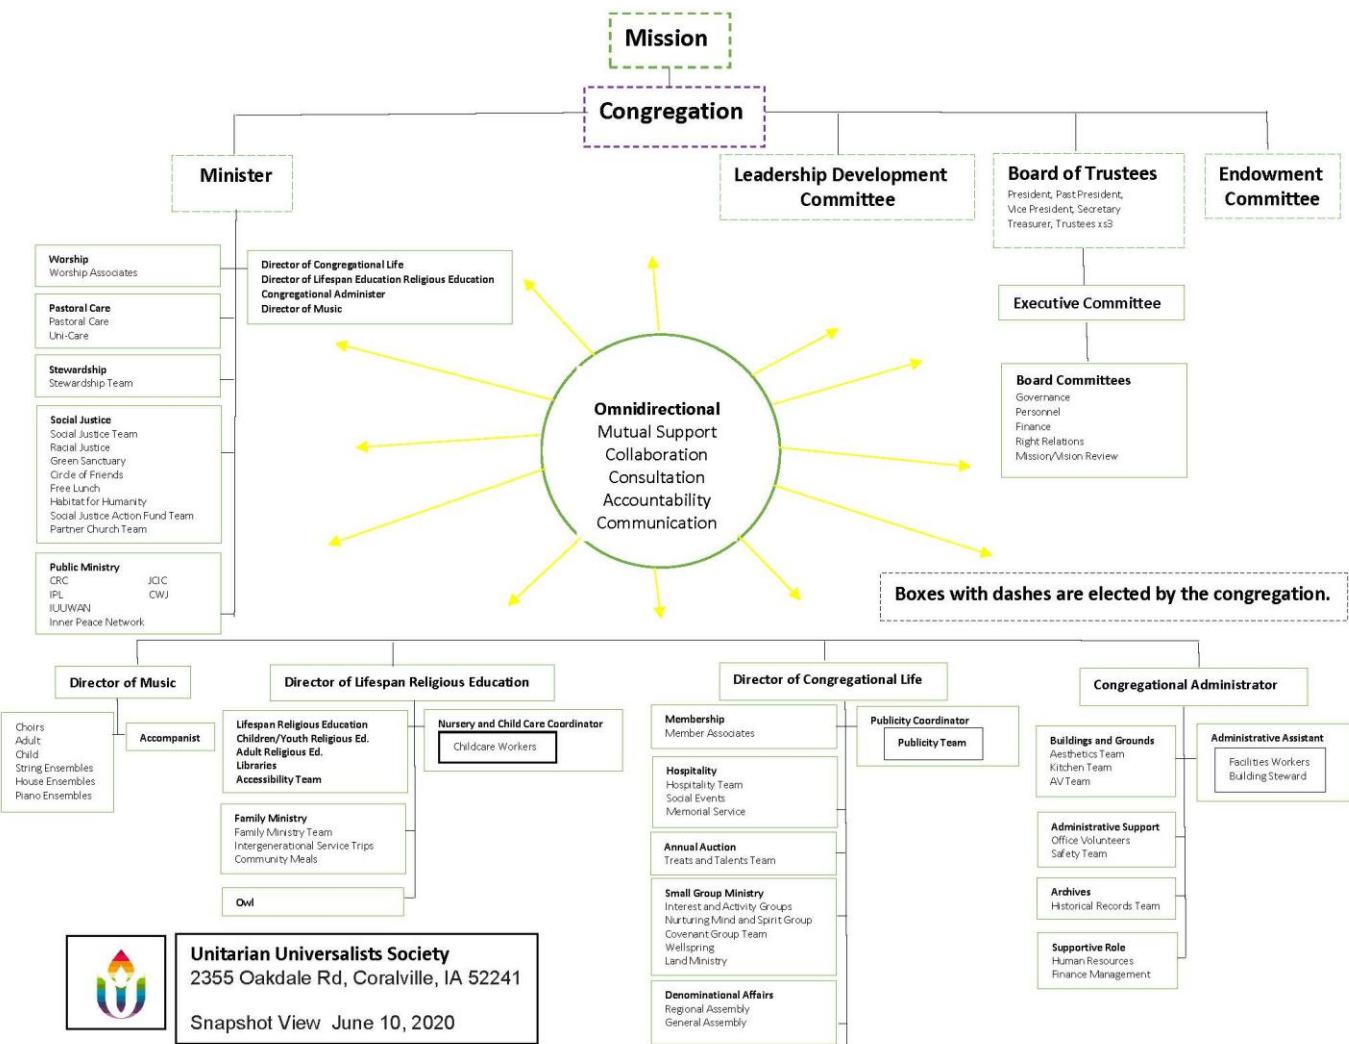 Mission
Congregation
Minister
Leadership Development
Committee
Board of Trustees
President, Past President,
Vice President, Secretary
Treasurer, Trustees xs3
Endowment
Committee
Worship
Worship Associates
Director of Congregational Life
Director of Lifespan Education Religious Education
Congregational Administer
Director of Music
Pastoral Care
Pastoral Care
Uni-Care
Stewardship
Stewardship Team
Social Justice
Social Justice Team
Racial Justice
Green Sanctuary
Circle of Friends
Free Lunch
Habitat for Humanity
Social Justice Action Fund Team
Partner Church Team
Public Ministry
CRC JCIC
IPL CWJ
IUUWAN
Inner Peace Network
Omnidirectional
Mutual Support
Collaboration
Consultation
Accountability
Communication
Executive Committee
Board Committees
Governance
Personnel
Finance
Right Relations
Mission/Vision Review
Boxes with dashes are elected by the congregation.
Director of Music
Choirs
Adult
Child
String Ensembles
House Ensembles
Piano Ensembles
Accompanist
Director of Lifespan Religious Education
Lifespan Religious Education
Children/Youth Religious Ed.
Adult Religious Ed.
Libraries
Accessibility Team
Nursery and Child Care Coordinator
Childcare Workers
Family Ministry
Family Ministry Team
Intergenerational Service Trips
Community Meals
Owl
Director of Congregational Life
Membership
Member Associates
Publicity Coordinator
Publicity Team
Hospitality
Hospitality Team
Social Events
Memorial Service
Annual Auction
Treats and Talents Team
Small Group Ministry
Interest and Activity Groups
Nurturing Mind and Spirit Group
Covenant Group Team
Wellspring
Land Ministry
Denominational Affairs
Regional Assembly
General Assembly
Congregational Administrator
Buildings and Grounds
Aesthetics Team
Kitchen Team
AV Team
Administrative Assistant
Facilities Workers
Building Steward
Administrative Support
Office Volunteers
Safety Team
Archives
Historical Records Team
Supportive Role
Human Resources
Finance Management
Unitarian Universalists Society
2355 Oakdale Rd, Coralville, IA 52241
Snapshot View June 10, 2020